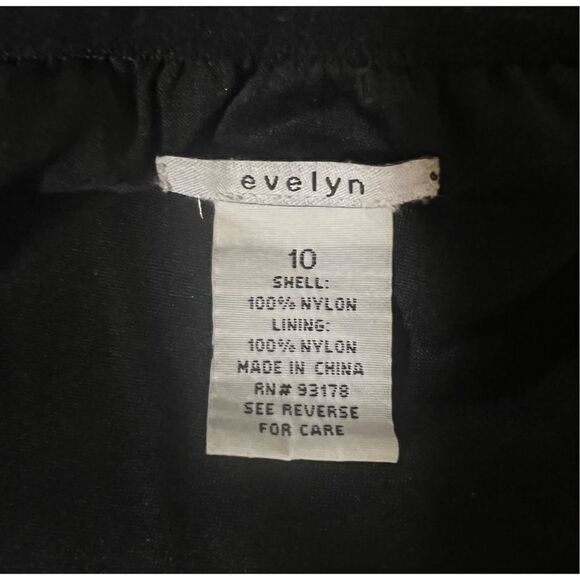 evelyn
10
SHELL:
100% NYLON
LINING:
100% NYLON
MADE IN CHINA
RN# 93178
SEE REVERSE
FOR CARE